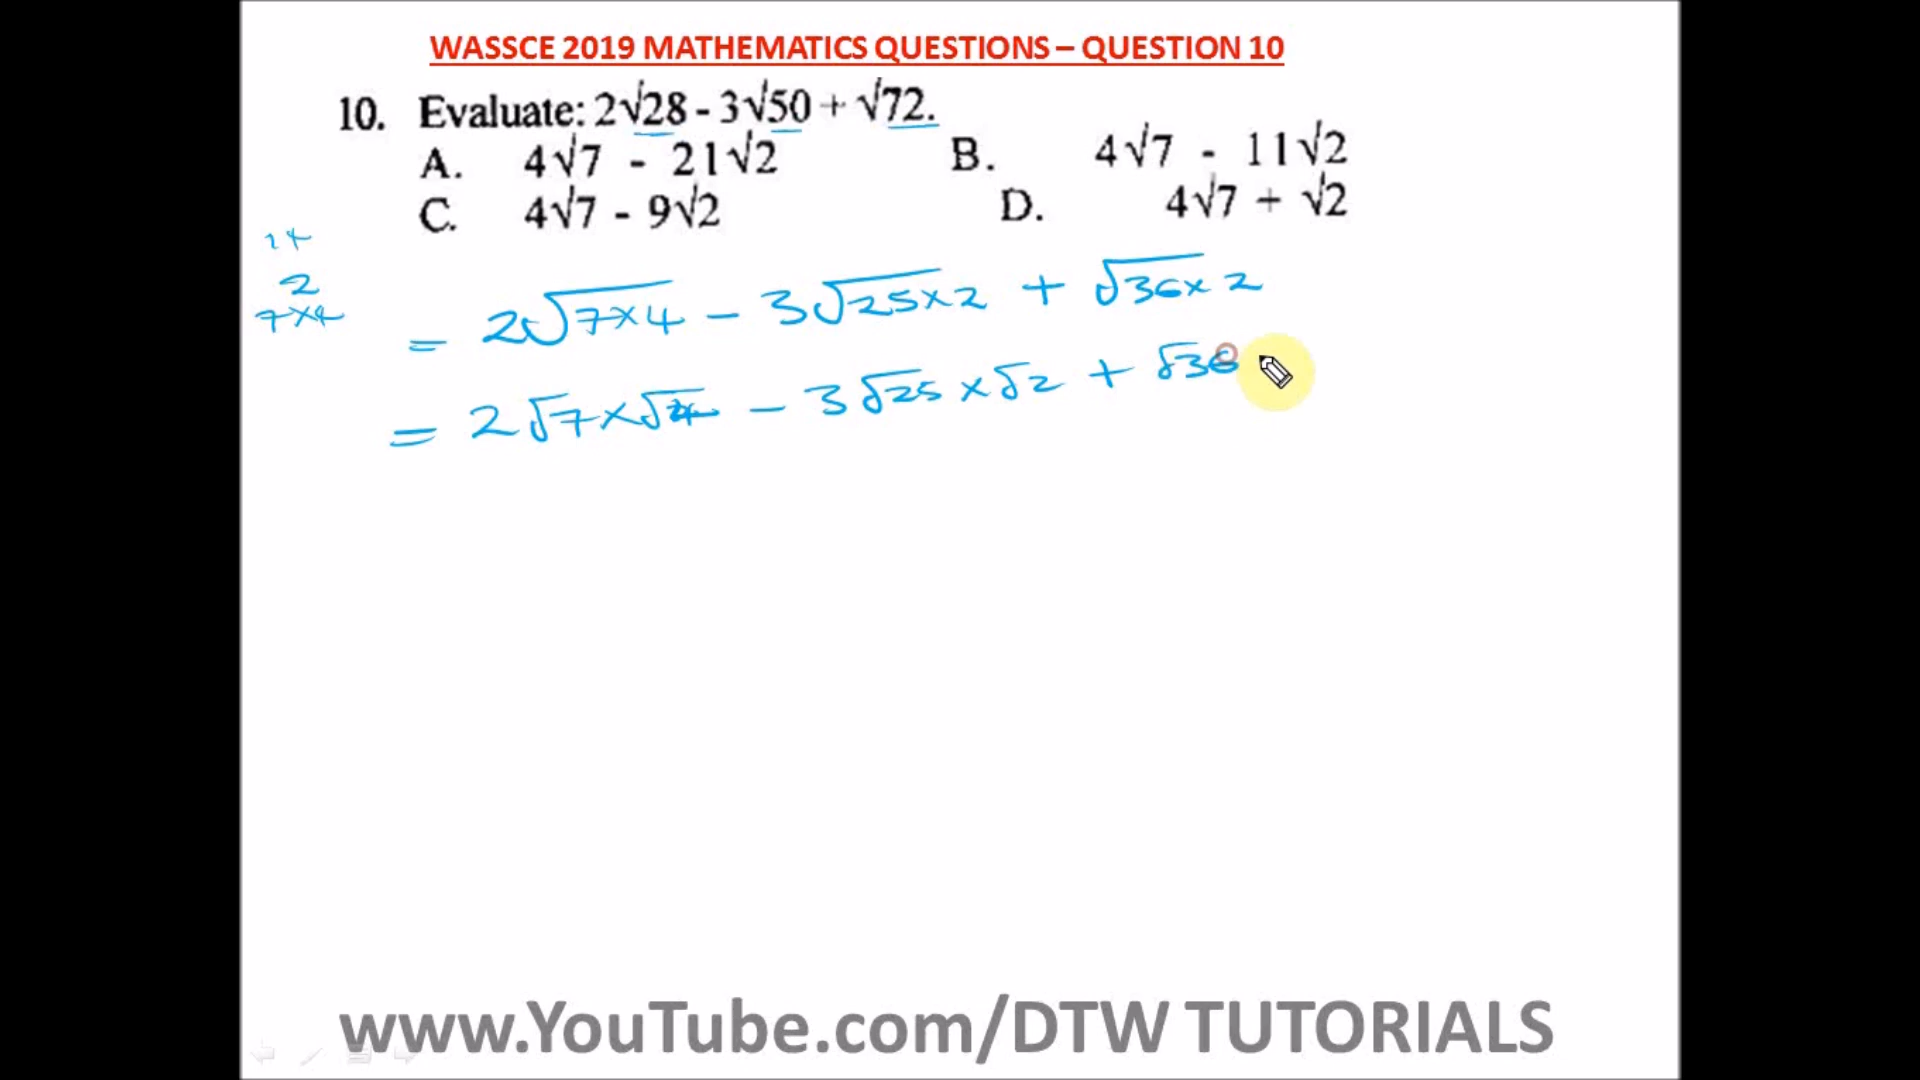 WASSCE 2019 MATHEMATICS QUESTIONS – QUESTION 10
10. Evaluate: 2√28 - 3√50 + √72.
A. 4√7 - 21√2 B. 4√7 - 11√2
C. 4√7 - 9√2 D. 4√7 + √2
14
2
7×4
= 2√7×4 − 3√25×2 + √36×2
= 2√7×√4 − 3√25×√2 + √36
www.YouTube.com/DTW TUTORIALS